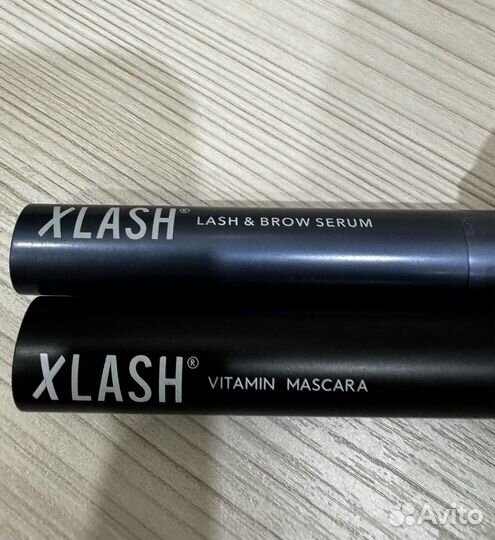 XLASH® LASH & BROW SERUM
XLASH® VITAMIN MASCARA
Avito